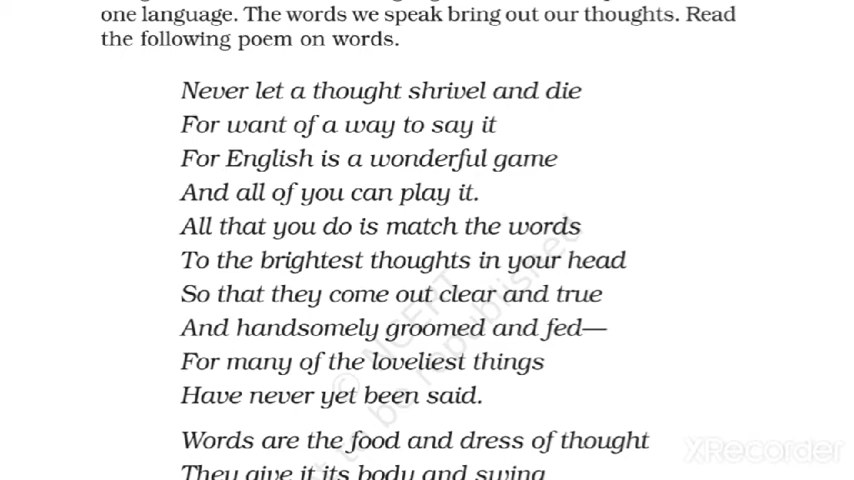 one language. The words we speak bring out our thoughts. Read
the following poem on words.
Never let a thought shrivel and die
For want of a way to say it
For English is a wonderful game
And all of you can play it.
All that you do is match the words
To the brightest thoughts in your head
So that they come out clear and true
And handsomely groomed and fed—
For many of the loveliest things
Have never yet been said.
Words are the food and dress of thought
They give it its body and swing
© NCERT
be republished
XRecorder